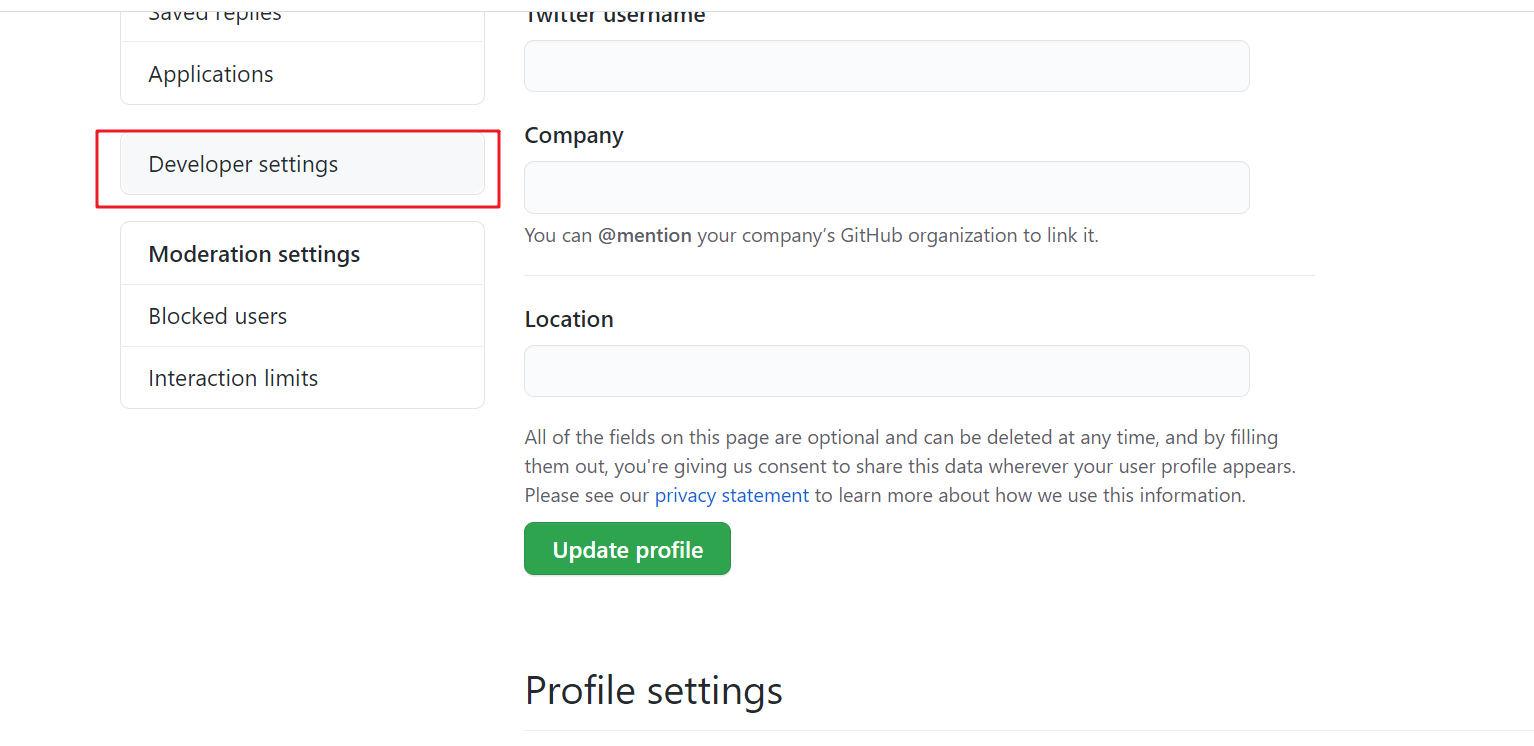 Saved replies
Applications
Developer settings
Moderation settings
Blocked users
Interaction limits
Twitter username
Company
You can @mention your company’s GitHub organization to link it.
Location
All of the fields on this page are optional and can be deleted at any time, and by filling
them out, you're giving us consent to share this data wherever your user profile appears.
Please see our privacy statement to learn more about how we use this information.
Update profile
Profile settings